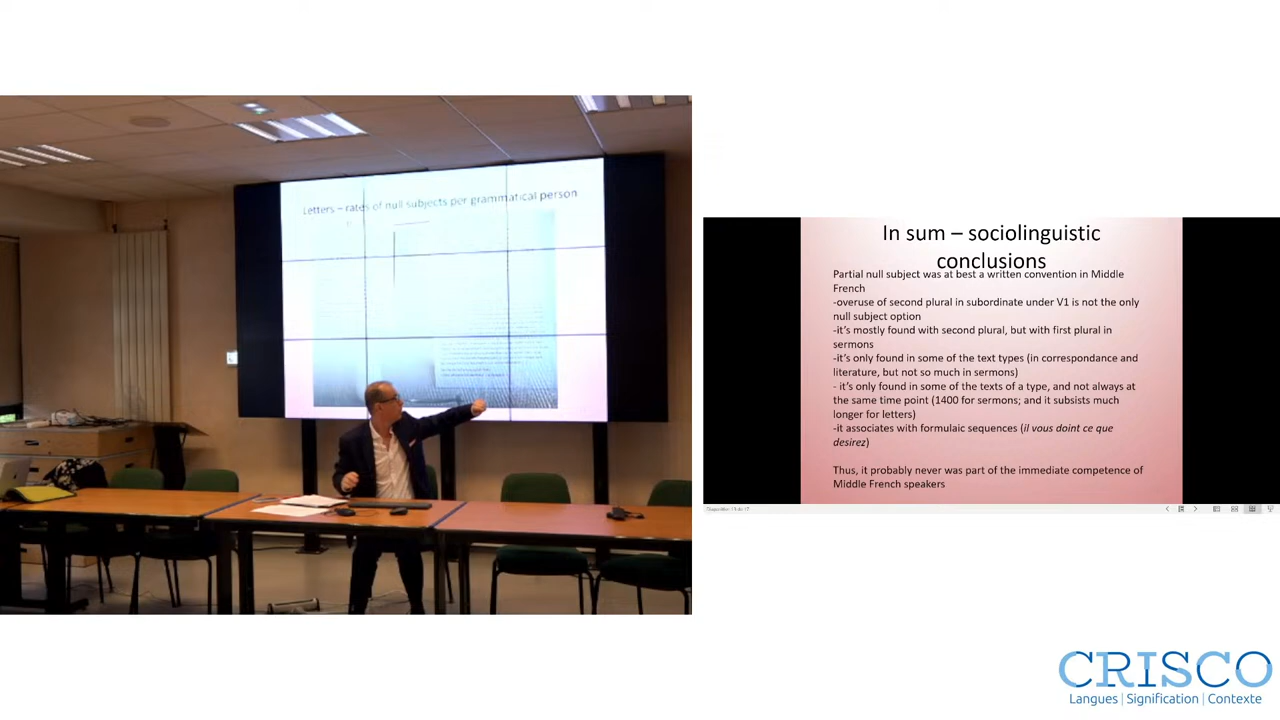 Letters – rates of null subjects per grammatical person
In sum – sociolinguistic
conclusions
Partial null subject was at best a written convention in Middle
French
-overuse of second plural in subordinate under V1 is not the only
null subject option
-it's mostly found with second plural, but with first plural in
sermons
-it's only found in some of the text types (in correspondance and
literature, but not so much in sermons)
- it's only found in some of the texts of a type, and not always at
the same time point (1400 for sermons; and it subsists much
longer for letters)
-it associates with formulaic sequences (il vous doint ce que
desirez)
Thus, it probably never was part of the immediate competence of
Middle French speakers
CRISCO
Langues | Signification | Contexte